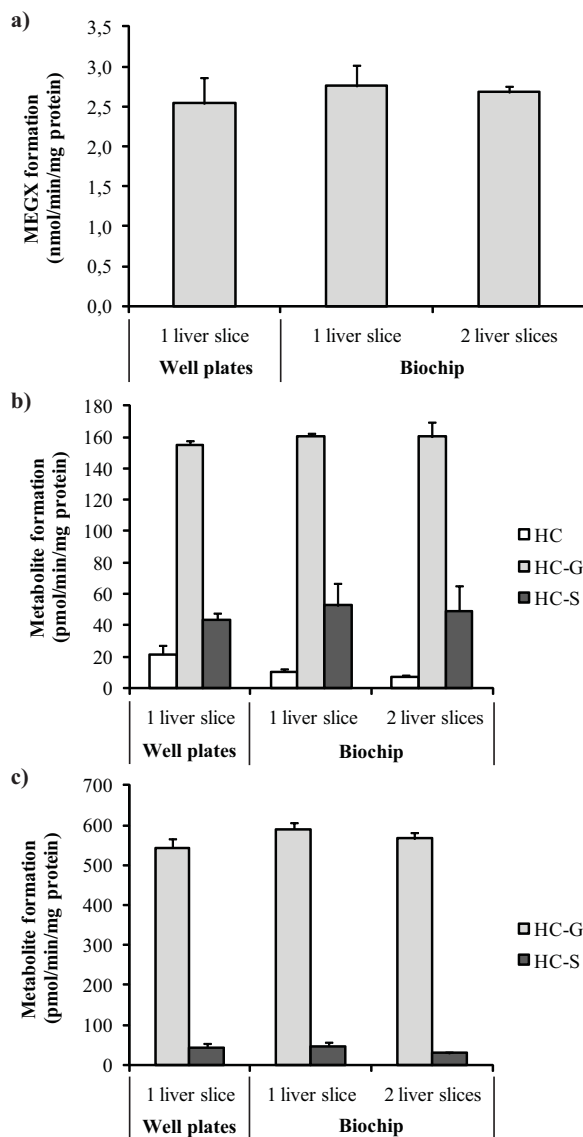 a)
MEGX formation
(nmol/min/mg protein)
3,5
3,0
2,5
2,0
1,5
1,0
0,5
0,0
1 liver slice
1 liver slice
2 liver slices
Well plates
Biochip
b)
Metabolite formation
(pmol/min/mg protein)
180
160
140
120
100
80
60
40
20
0
HC
HC-G
HC-S
1 liver slice
1 liver slice
2 liver slices
Well plates
Biochip
c)
Metabolite formation
(pmol/min/mg protein)
700
600
500
400
300
200
100
0
HC-G
HC-S
1 liver slice
1 liver slice
2 liver slices
Well plates
Biochip